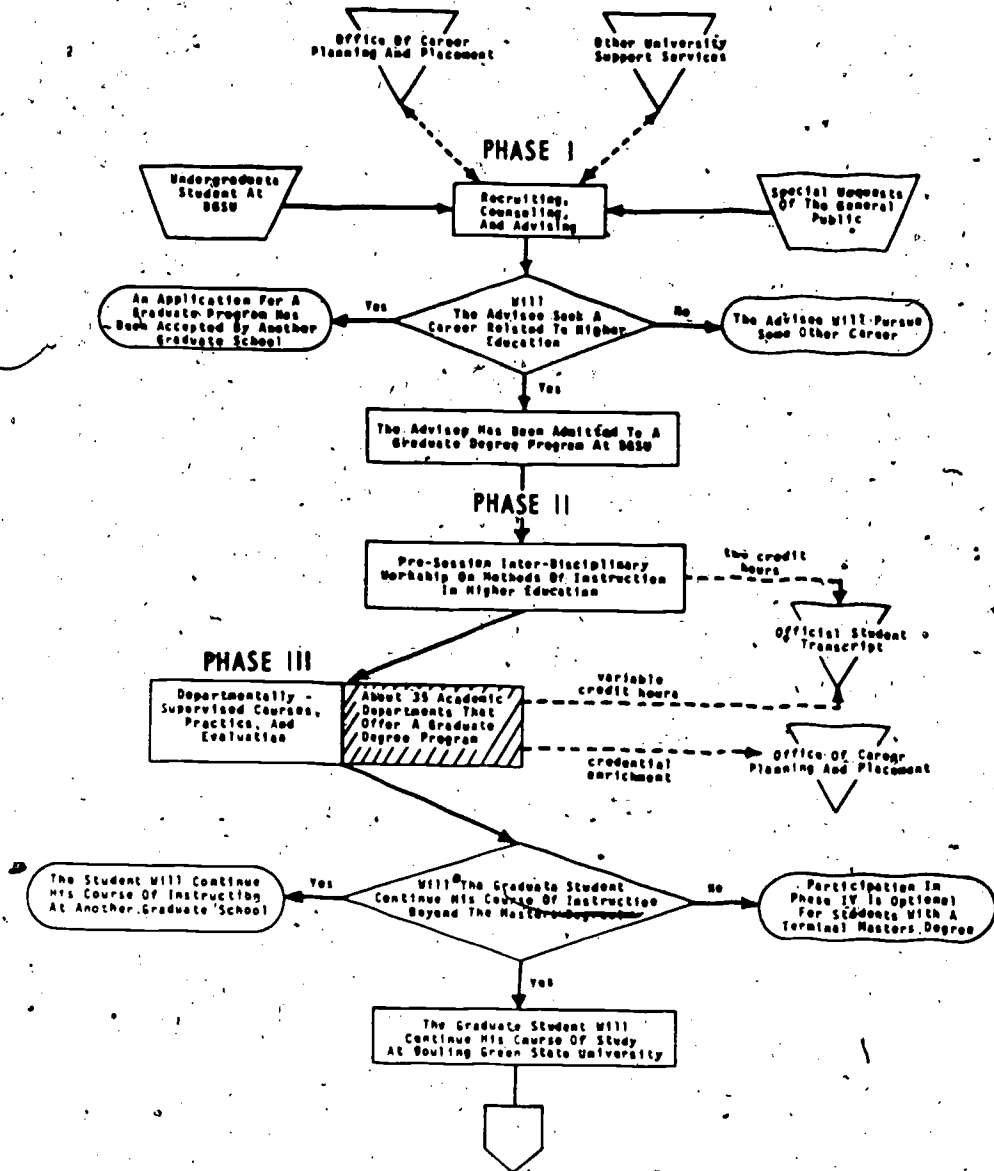 2
Office Of Career
Planning And Placement
Other University
Support Services
PHASE I
Undergraduate
Student At
BGSU
Recruiting,
Counseling,
And Advising
Special Requests
Of The General
Public
An Application For A
Graduate Program Has
Been Accepted By Another
Graduate School
Yes
Will
The Advisee Seek A
Career Related To Higher
Education
No
The Advisee Will Pursue
Some Other Career
Yes
The Advisee Has Been Admitted To A
Graduate Degree Program At BGSU
PHASE II
Pre-Session Inter-Disciplinary
Workship On Methods Of Instruction
In Higher Education
two credit
hours
Official Student
Transcript
PHASE III
Departmentally -
Supervised Courses,
Practice, And
Evaluation
About 35 Academic
Departments That
Offer A Graduate
Degree Program
variable
credit hours
credential
enrichment
Office Of Career
Planning And Placement
The Student Will Continue
His Course Of Instruction
At Another Graduate School
Yes
Will The Graduate Student
Continue His Course Of Instruction
Beyond The Masters Degree
No
Participation In
Phase IV Is Optional
For Students With A
Terminal Masters Degree
Yes
The Graduate Student Will
Continue His Course Of Study
At Bowling Green State University